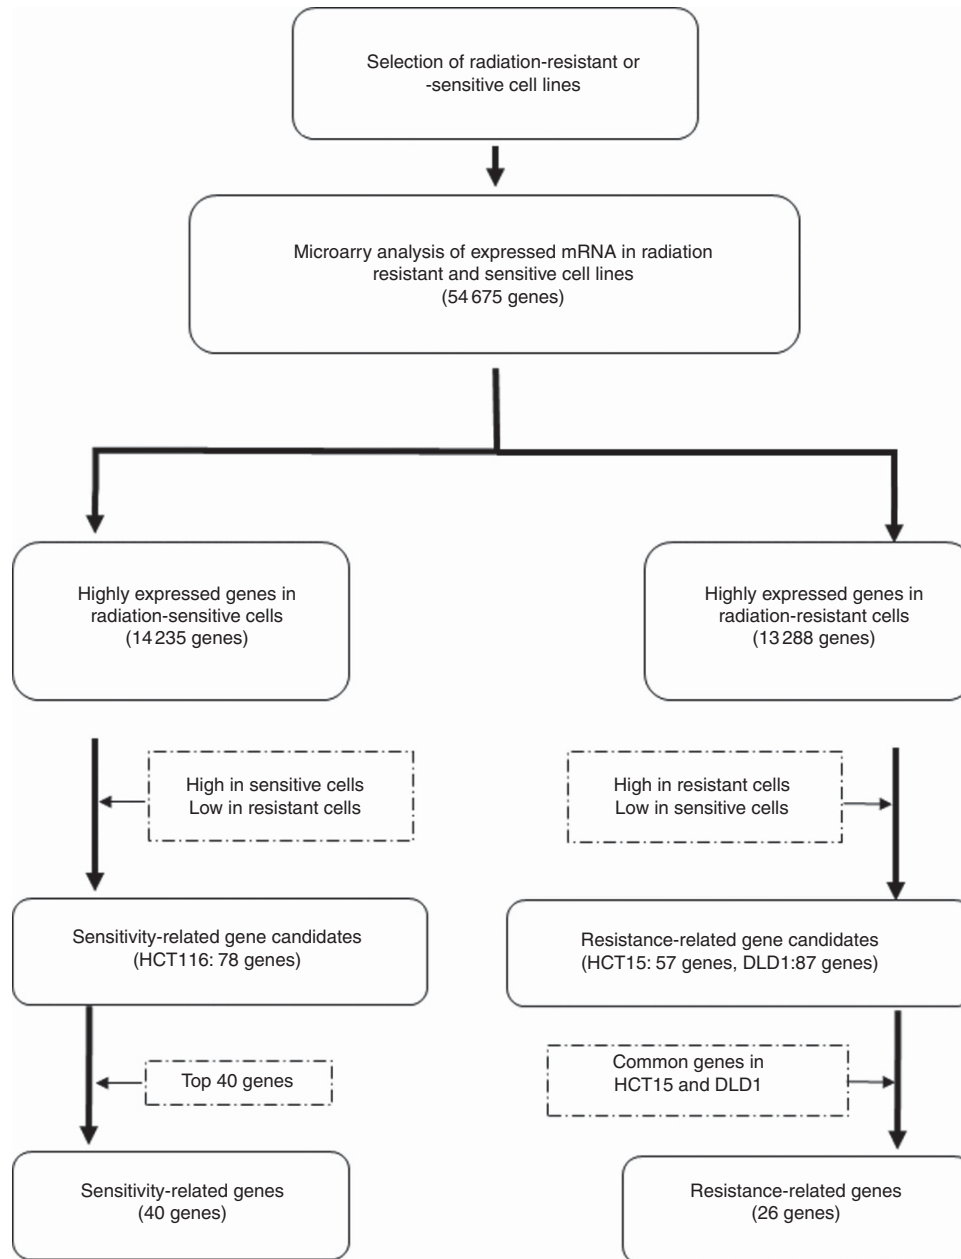 Selection of radiation-resistant or
-sensitive cell lines
Microarry analysis of expressed mRNA in radiation
resistant and sensitive cell lines
(54 675 genes)
Highly expressed genes in
radiation-sensitive cells
(14 235 genes)
Highly expressed genes in
radiation-resistant cells
(13 288 genes)
High in sensitive cells
Low in resistant cells
High in resistant cells
Low in sensitive cells
Sensitivity-related gene candidates
(HCT116: 78 genes)
Resistance-related gene candidates
(HCT15: 57 genes, DLD1:87 genes)
Top 40 genes
Common genes in
HCT15 and DLD1
Sensitivity-related genes
(40 genes)
Resistance-related genes
(26 genes)